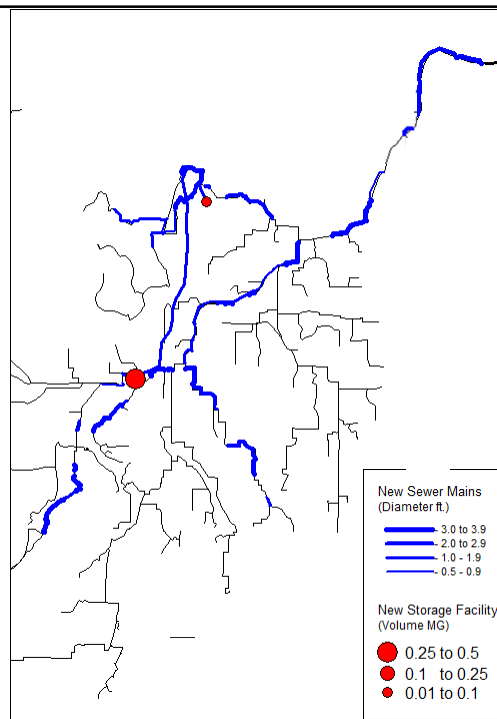 New Sewer Mains
(Diameter ft.)
3.0 to 3.9
2.0 to 2.9
1.0 - 1.9
0.5 - 0.9
New Storage Facility
(Volume MG)
0.25 to 0.5
0.1 to 0.25
0.01 to 0.1